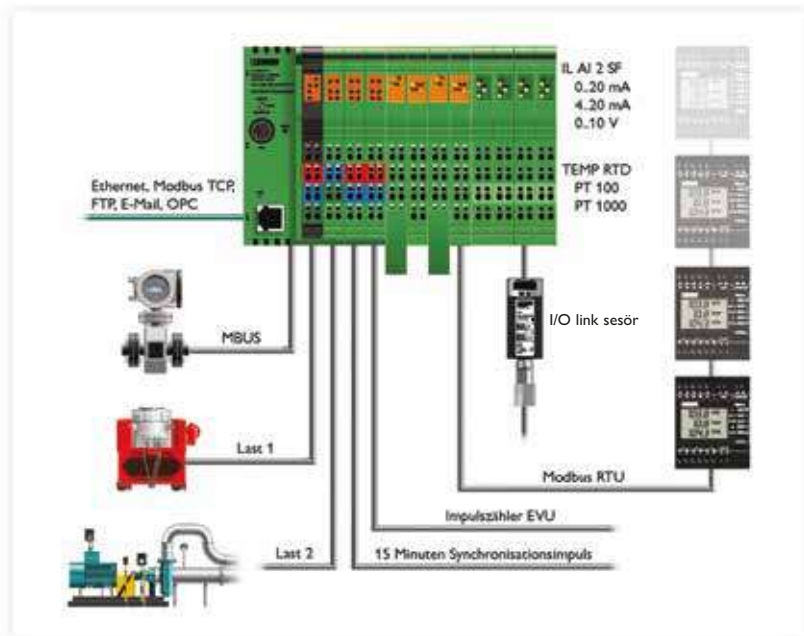 IL AI 2 SF
0..20 mA
4..20 mA
0..10 V
TEMP RTD
PT 100
PT 1000
Ethernet, Modbus TCP,
FTP, E-Mail, OPC
I/O link sesör
MBUS
Last 1
Modbus RTU
Impulszähler EVU
Last 2
15 Minuten Synchronisationsimpuls